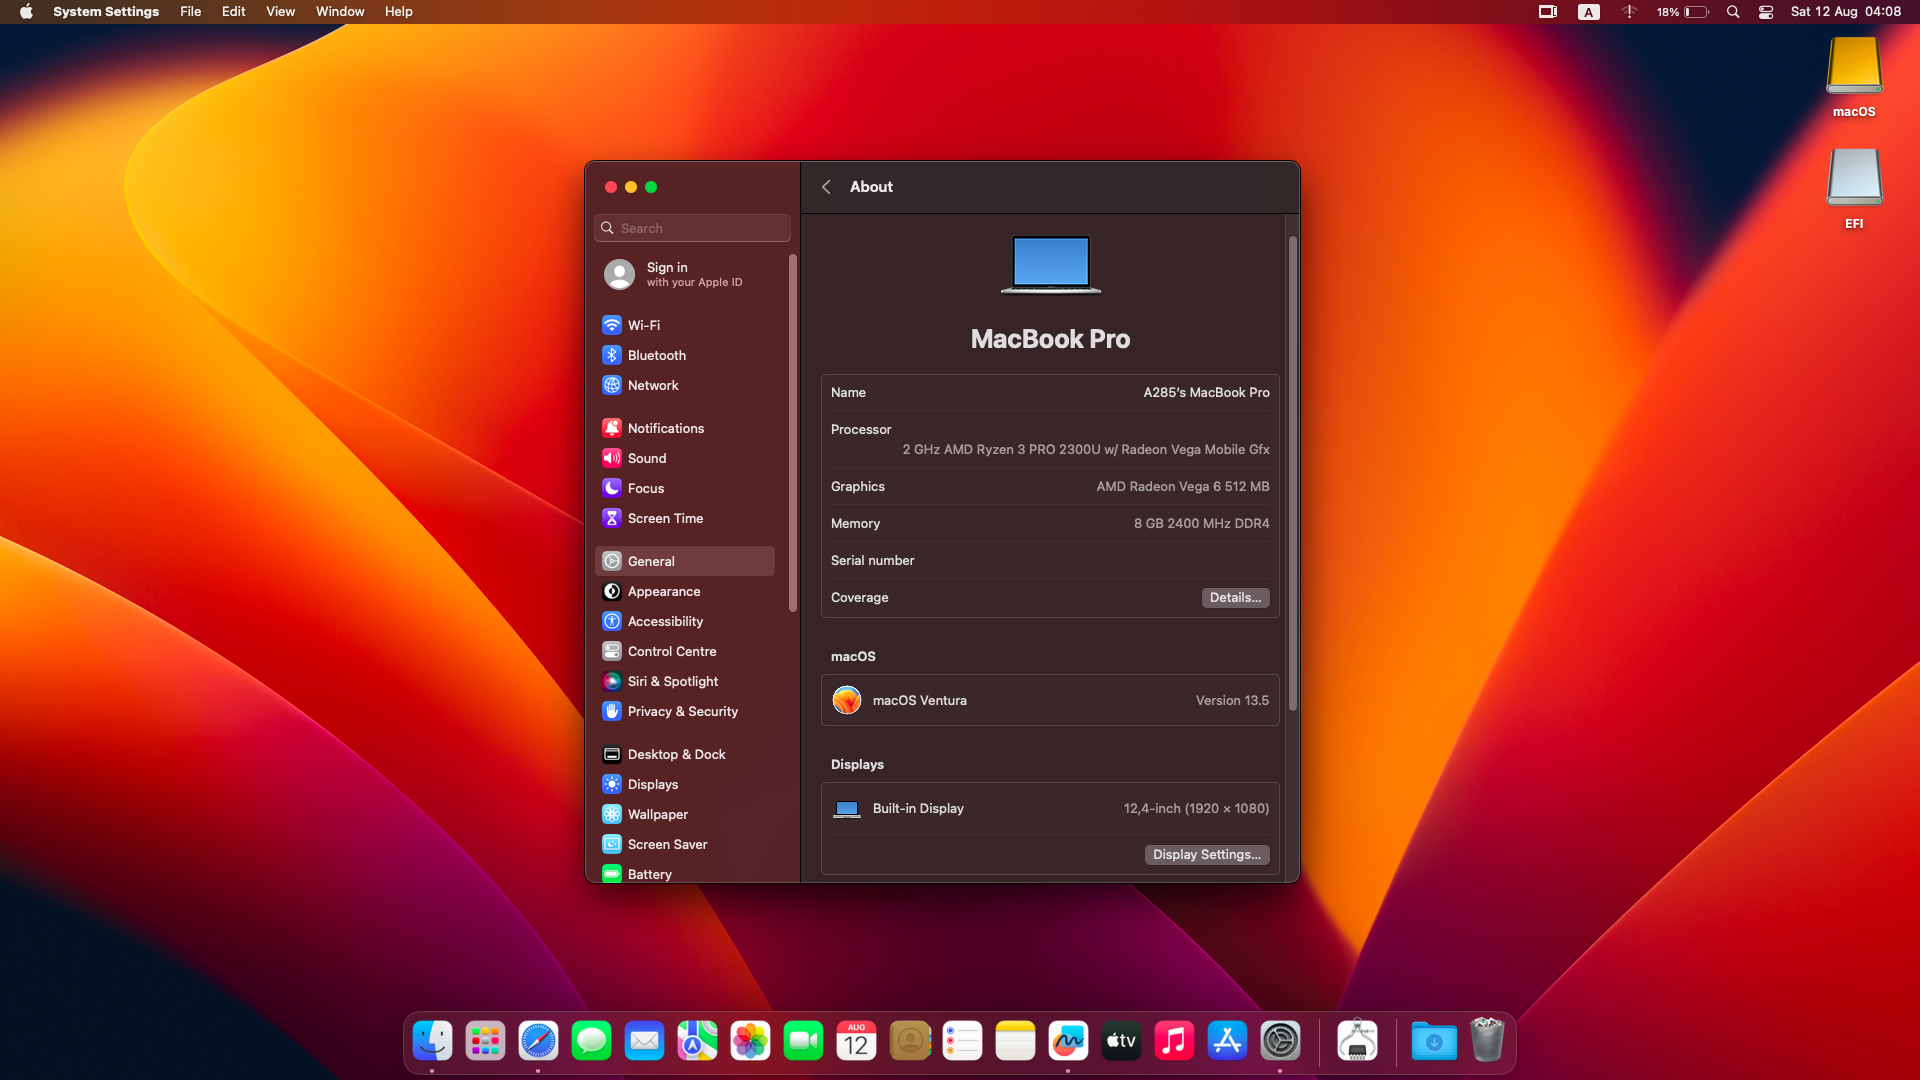 System Settings File Edit View Window Help
A 18% Sat 12 Aug 04:08
macOS
EFI
About
Search
Sign in
with your Apple ID
Wi-Fi
Bluetooth
Network
Notifications
Sound
Focus
Screen Time
General
Appearance
Accessibility
Control Centre
Siri & Spotlight
Privacy & Security
Desktop & Dock
Displays
Wallpaper
Screen Saver
Battery
MacBook Pro
Name A285's MacBook Pro
Processor
2 GHz AMD Ryzen 3 PRO 2300U w/ Radeon Vega Mobile Gfx
Graphics AMD Radeon Vega 6 512 MB
Memory 8 GB 2400 MHz DDR4
Serial number
Coverage Details...
macOS
macOS Ventura Version 13.5
Displays
Built-in Display 12,4-inch (1920 × 1080)
Display Settings...
AUG
12
tv